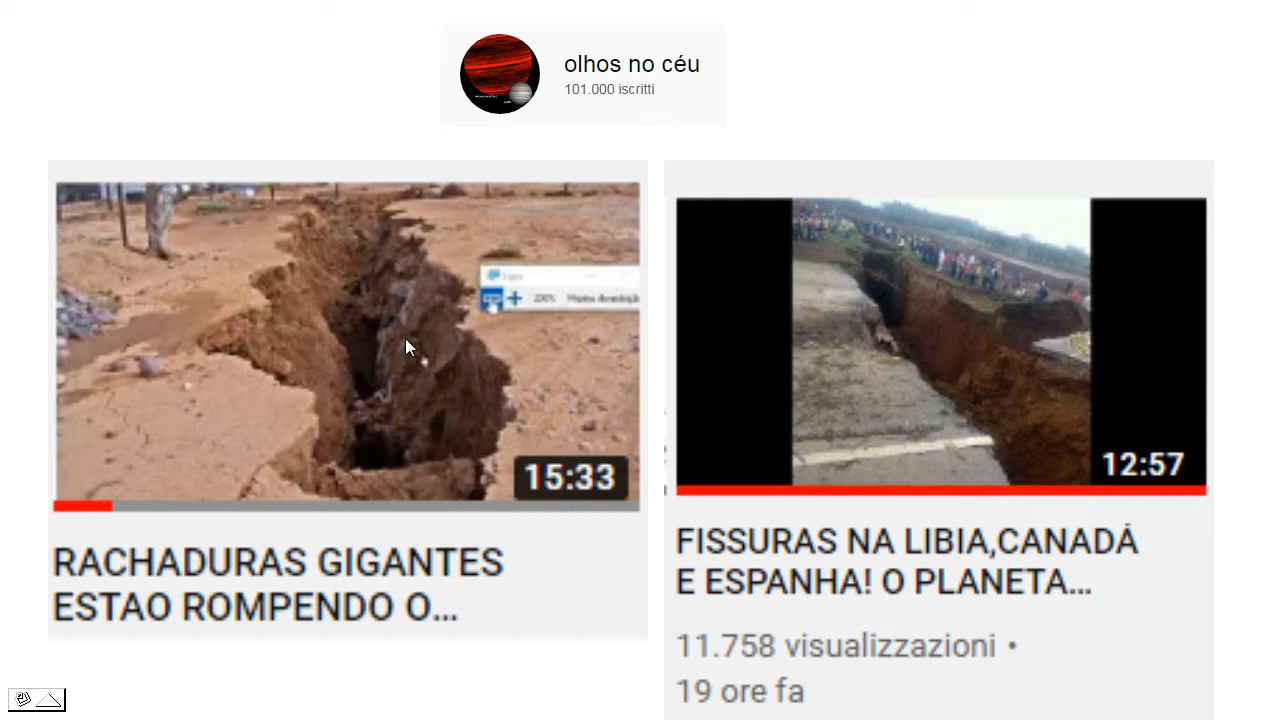 olhos no céu
101.000 iscritti
15:33
RACHADURAS GIGANTES
ESTAO ROMPENDO O...
12:57
FISSURAS NA LIBIA,CANADÁ
E ESPANHA! O PLANETA...
11.758 visualizzazioni •
19 ore fa